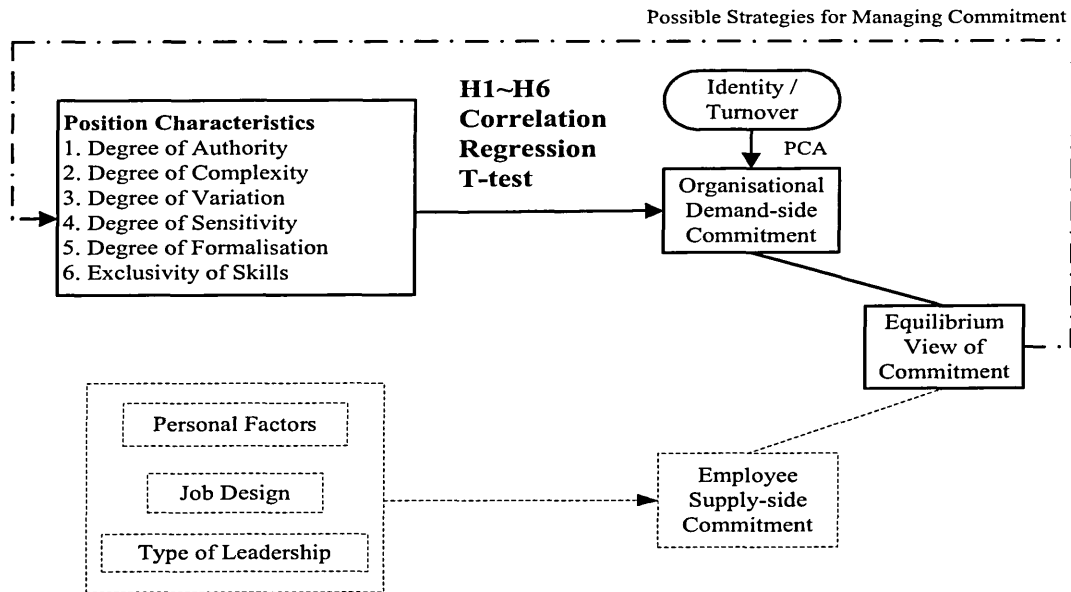 Possible Strategies for Managing Commitment
Position Characteristics
1. Degree of Authority
2. Degree of Complexity
3. Degree of Variation
4. Degree of Sensitivity
5. Degree of Formalisation
6. Exclusivity of Skills
H1~H6
Correlation
Regression
T-test
Identity /
Turnover
PCA
Organisational
Demand-side
Commitment
Equilibrium
View of
Commitment
Personal Factors
Job Design
Type of Leadership
Employee
Supply-side
Commitment